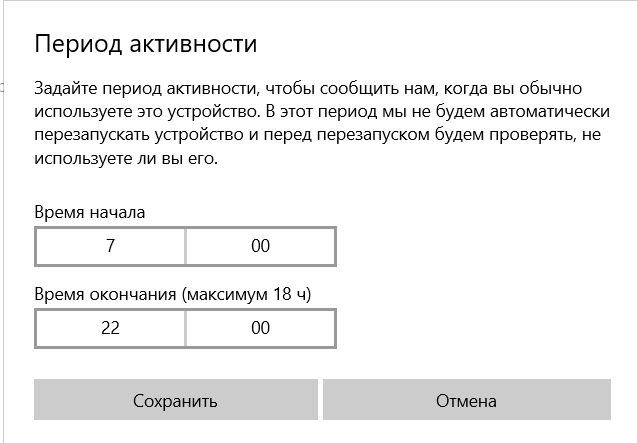 Период активности
Задайте период активности, чтобы сообщить нам, когда вы обычно
используете это устройство. В этот период мы не будем автоматически
перезапускать устройство и перед перезапуском будем проверять, не
используете ли вы его.
Время начала
7 00
Время окончания (максимум 18 ч)
22 00
Сохранить Отмена